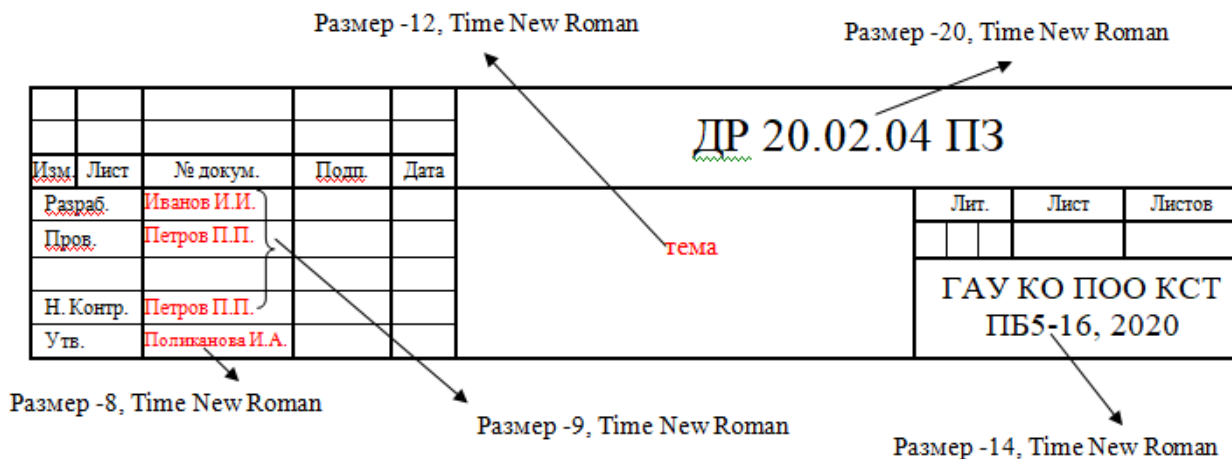 Размер -12, Time New Roman
Размер -20, Time New Roman
ДР 20.02.04 ПЗ
Изм. Лист № докум. Подп. Дата
Разраб. Иванов И.И.
Лит. Лист Листов
Пров. Петров П.П.
тема
ГАУ КО ПОО КСТ
Н. Контр. Петров П.П.
ПБ5-16, 2020
Утв. Поликанова И.А.
Размер -8, Time New Roman
Размер -9, Time New Roman
Размер -14, Time New Roman